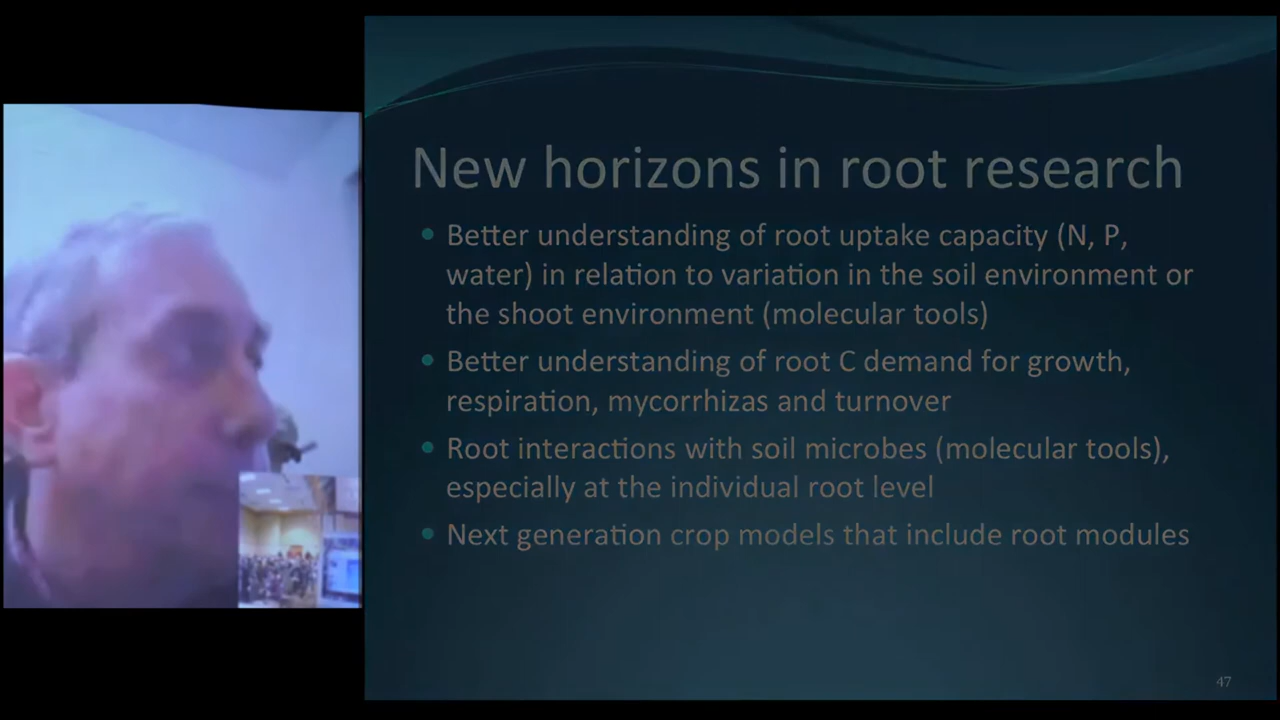 New horizons in root research
Better understanding of root uptake capacity (N, P,
water) in relation to variation in the soil environment or
the shoot environment (molecular tools)
Better understanding of root C demand for growth,
respiration, mycorrhizas and turnover
Root interactions with soil microbes (molecular tools),
especially at the individual root level
Next generation crop models that include root modules
47